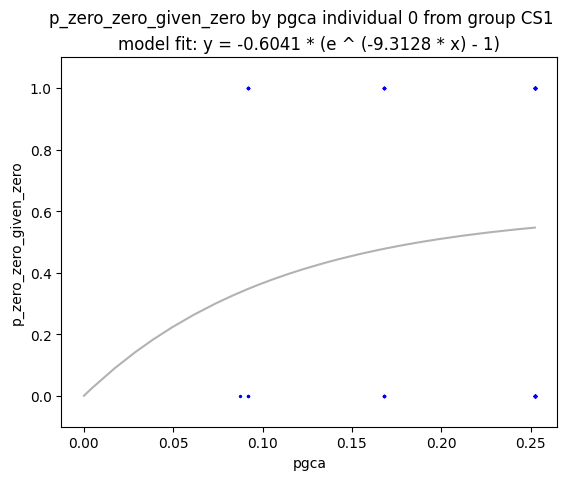 p_zero_zero_given_zero by pgca individual 0 from group CS1
model fit: y = -0.6041 * (e ^ (-9.3128 * x) - 1)
1.0
0.8
0.6
0.4
0.2
0.0
p_zero_zero_given_zero
0.00 0.05 0.10 0.15 0.20 0.25
pgca